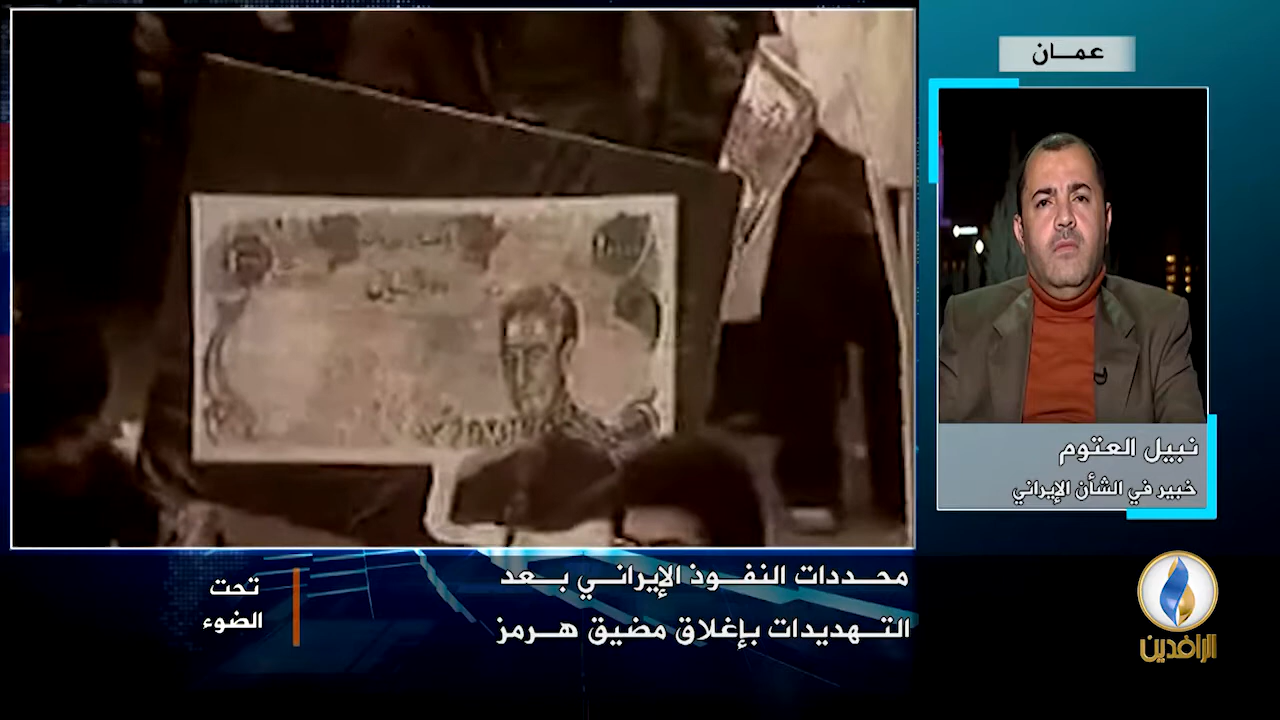 عمان
نبيل العتوم
خبير في الشأن الإيراني
محددات النفوذ الإيراني بعد
التهديدات بإغلاق مضيق هرمز
تحت
الضوء
الرافدين